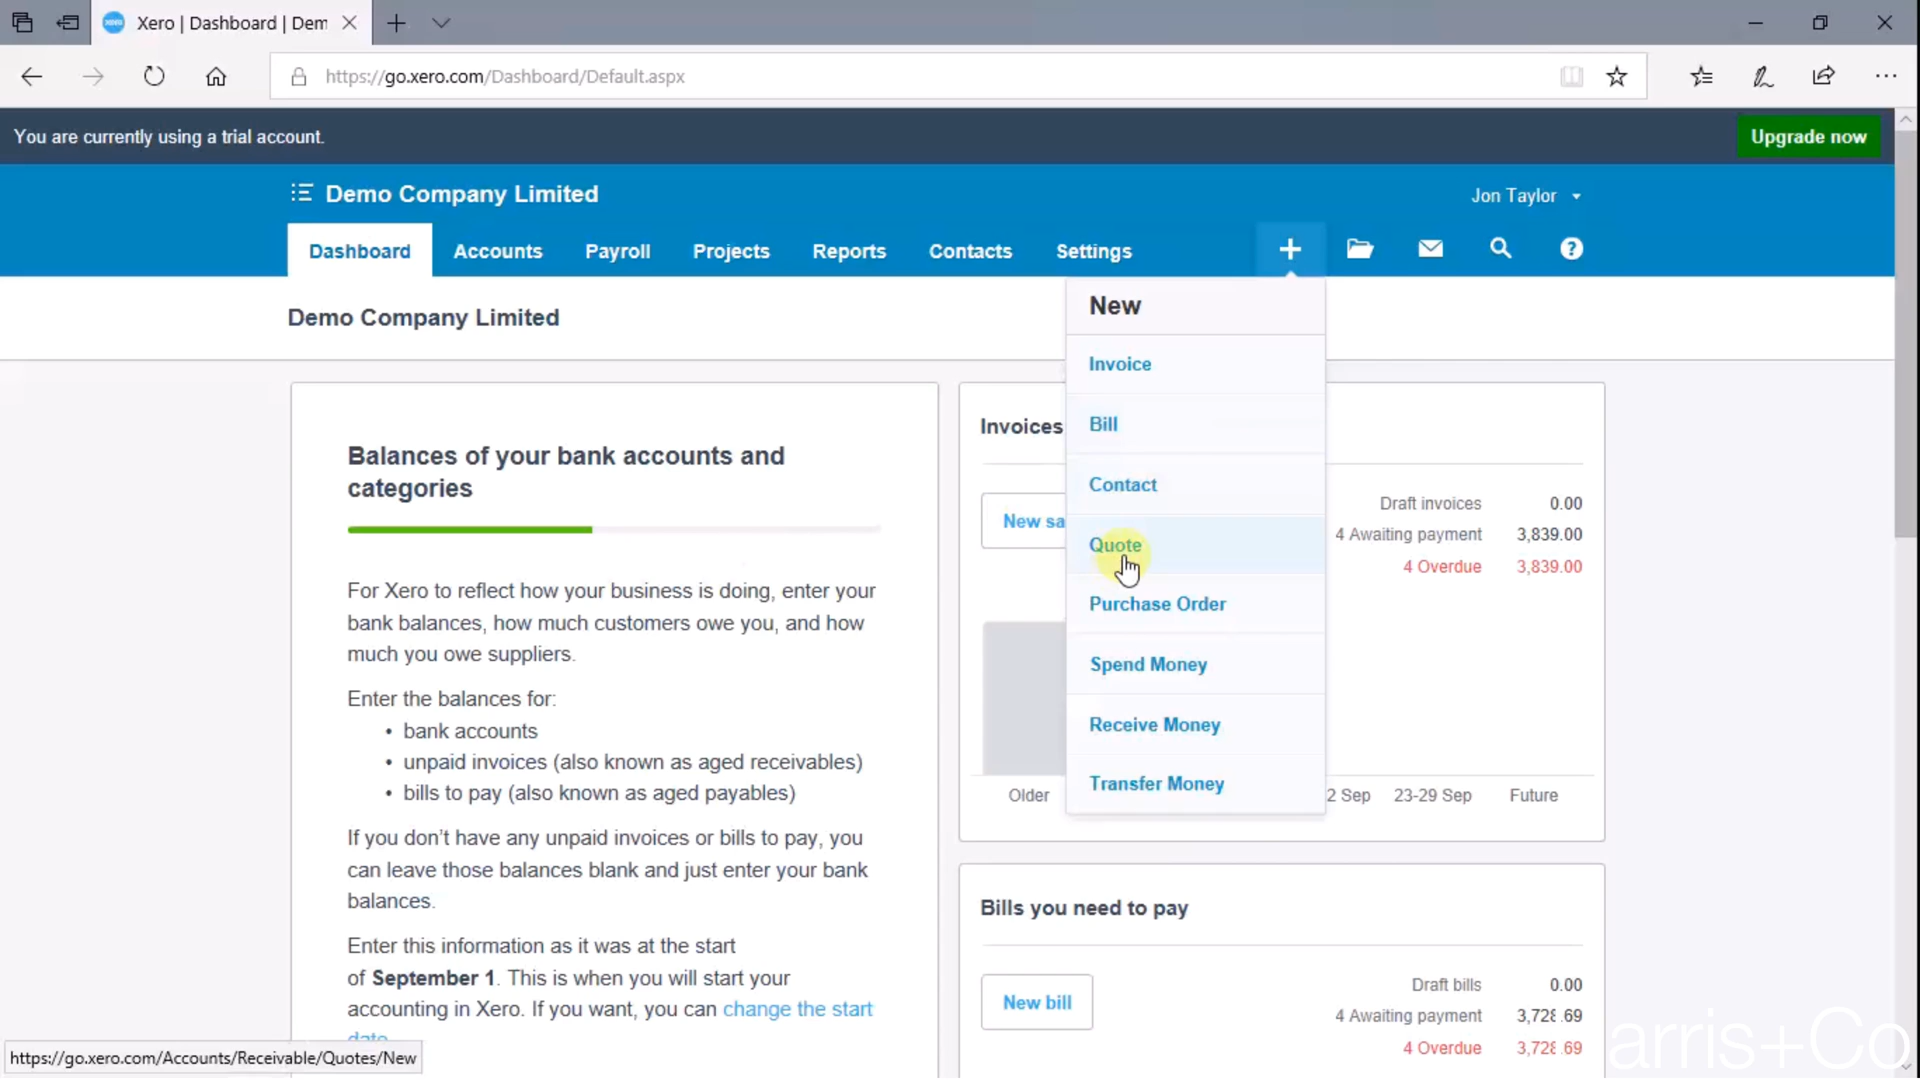 Xero | Dashboard | Dem
https://go.xero.com/Dashboard/Default.aspx
You are currently using a trial account.
Upgrade now
Demo Company Limited
Jon Taylor
Dashboard
Accounts
Payroll
Projects
Reports
Contacts
Settings
Demo Company Limited
New
Invoice
Bill
Contact
Quote
Purchase Order
Spend Money
Receive Money
Transfer Money
Balances of your bank accounts and
categories
For Xero to reflect how your business is doing, enter your
bank balances, how much customers owe you, and how
much you owe suppliers.
Enter the balances for:
• bank accounts
• unpaid invoices (also known as aged receivables)
• bills to pay (also known as aged payables)
If you don't have any unpaid invoices or bills to pay, you
can leave those balances blank and just enter your bank
balances.
Enter this information as it was at the start
of September 1. This is when you will start your
accounting in Xero. If you want, you can change the start
date.
Invoices
New sa
Draft invoices 0.00
4 Awaiting payment 3,839.00
4 Overdue 3,839.00
Older
2 Sep
23-29 Sep
Future
Bills you need to pay
New bill
Draft bills 0.00
4 Awaiting payment 3,728.69
4 Overdue 3,728.69
https://go.xero.com/Accounts/Receivable/Quotes/New
arris+Co